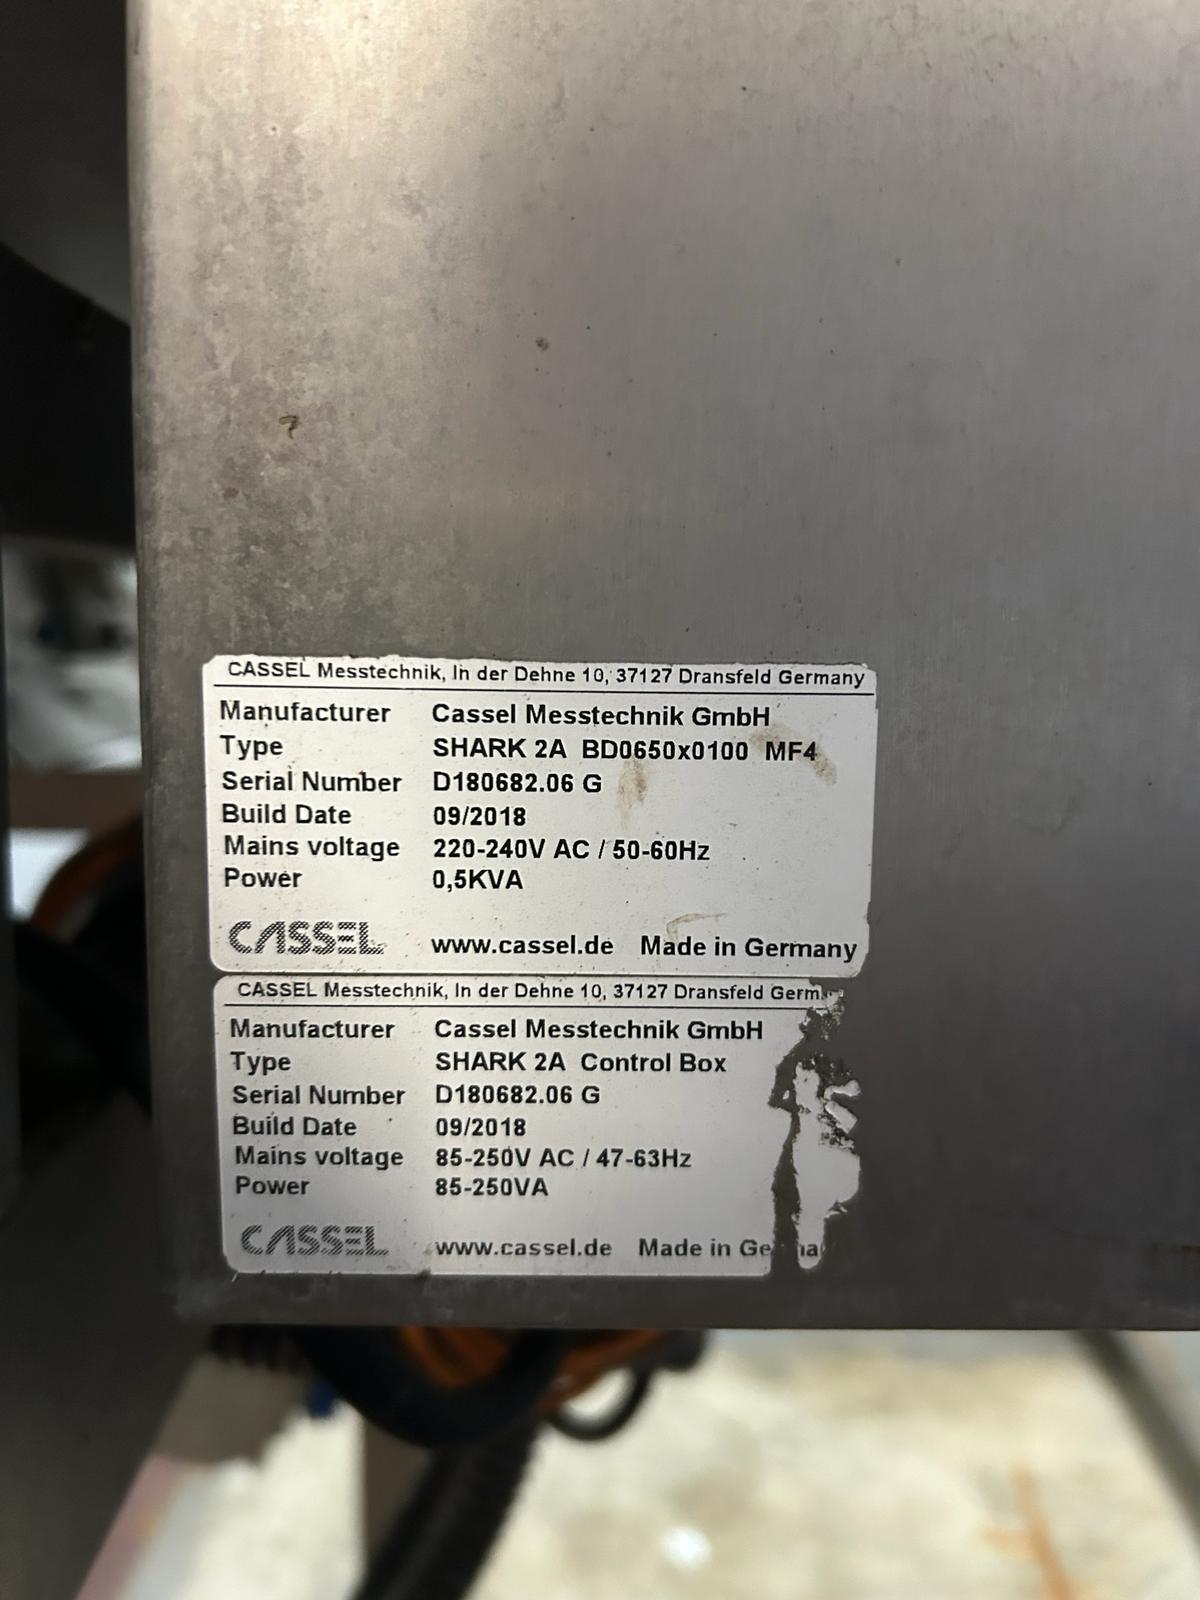 CASSEL Messtechnik, In der Dehne 10, 37127 Dransfeld Germany
Manufacturer Cassel Messtechnik GmbH
Type SHARK 2A BD0650x0100 MF4
Serial Number D180682.06 G
Build Date 09/2018
Mains voltage 220-240V AC / 50-60Hz
Power 0,5KVA
CASSEL www.cassel.de Made in Germany
CASSEL Messtechnik, In der Dehne 10, 37127 Dransfeld Germ
Manufacturer Cassel Messtechnik GmbH
Type SHARK 2A Control Box
Serial Number D180682.06 G
Build Date 09/2018
Mains voltage 85-250V AC / 47-63Hz
Power 85-250VA
CASSEL www.cassel.de Made in